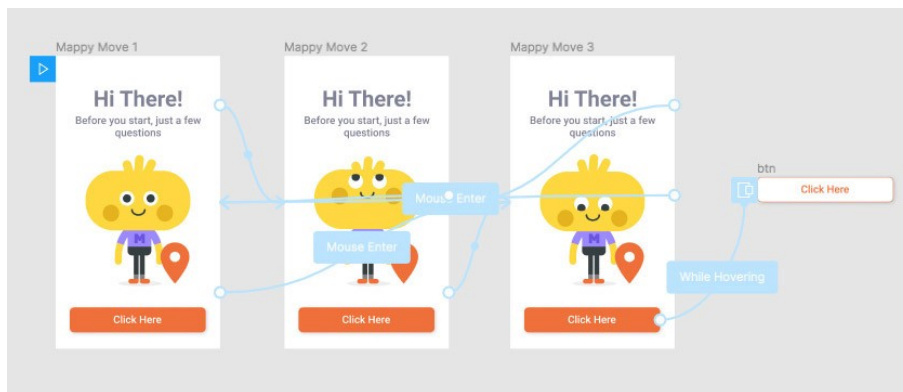 Mappy Move 1
Hi There!
Before you start, just a few
questions
M
Click Here
Mappy Move 2
Hi There!
Before you start, just a few
questions
Mouse Enter
Mouse Enter
M
Click Here
Mappy Move 3
Hi There!
Before you start, just a few
questions
M
Click Here
btn
Click Here
While Hovering